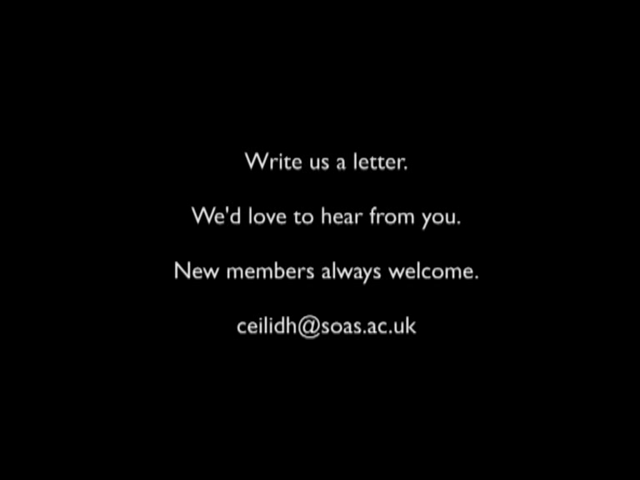 Write us a letter.
We'd love to hear from you.
New members always welcome.
ceilidh@soas.ac.uk